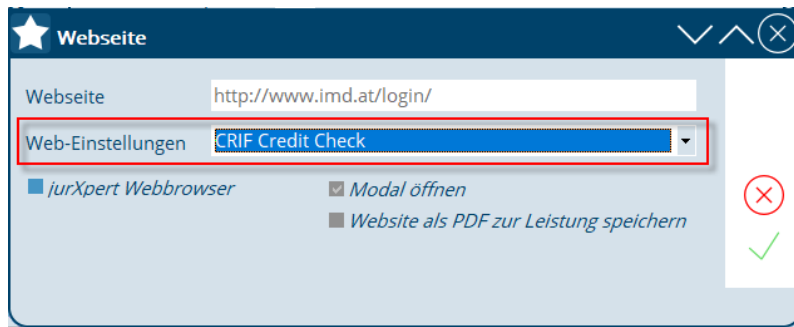 Webseite
Webseite http://www.imd.at/login/
Web-Einstellungen CRIF Credit Check
jurXpert Webbrowser Modal öffnen
Website als PDF zur Leistung speichern